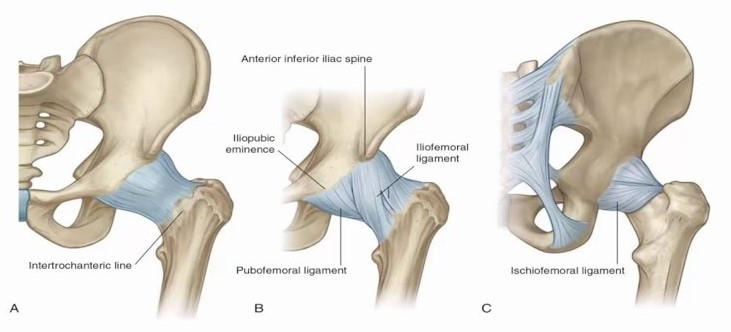 Anterior inferior iliac spine
Iliopubic
eminence
Iliofemoral
ligament
Intertrochanteric line
Pubofemoral ligament
Ischiofemoral ligament
A
B
C